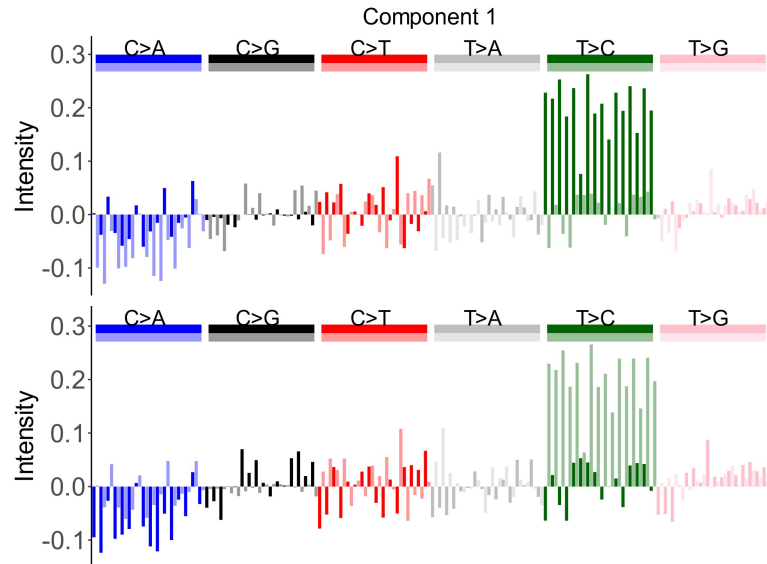 Component 1
C>A C>G C>T T>A T>C T>G
0.3
0.2
0.1
0.0
-0.1
Intensity
C>A C>G C>T T>A T>C T>G
0.3
0.2
0.1
0.0
-0.1
Intensity